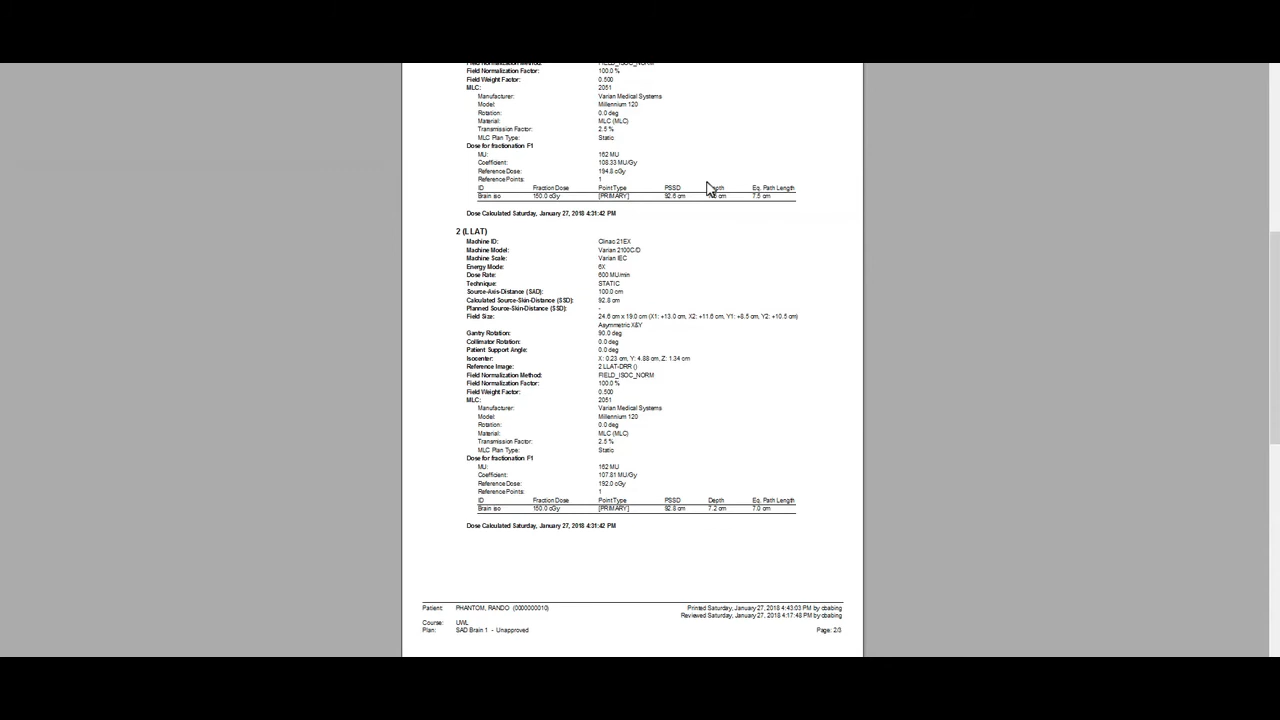 Field Normalization Method: FIELD_ISOC_NORM
Field Normalization Factor: 100.0 %
Field Weight Factor: 0.500
MLC: 2051
Manufacturer: Varian Medical Systems
Model: Millennium 120
Rotation: 0.0 deg
Material: MLC (MLC)
Transmission Factor: 2.5 %
MLC Plan Type: Static
Dose for fractionation F1
MU: 162 MU
Coefficient: 108.33 MU/Gy
Reference Dose: 194.8 cGy
Reference Points: 1
ID Fraction Dose Point Type PSSD Depth Eq. Path Length
Brain iso 150.0 cGy [PRIMARY] 92.6 cm cm 7.5 cm
Dose Calculated Saturday, January 27, 2018 4:31:42 PM
2 (LLAT)
Machine ID: Clinac 21EX
Machine Model: Varian 2100C/D
Machine Scale: Varian IEC
Energy Mode: 6X
Dose Rate: 600 MU/min
Technique: STATIC
Source-Axis-Distance (SAD): 100.0 cm
Calculated Source-Skin-Distance (SSD): 92.8 cm
Planned Source-Skin-Distance (SSD): -
Field Size: 24.6 cm x 19.0 cm (X1: +13.0 cm, X2: +11.6 cm, Y1: +8.5 cm, Y2: +10.5 cm)
Asymmetric X&Y
Gantry Rotation: 90.0 deg
Collimator Rotation: 0.0 deg
Patient Support Angle: 0.0 deg
Isocenter: X: 0.23 cm, Y: 4.88 cm, Z: 1.34 cm
Reference Image: 2 LLAT-DRR ()
Field Normalization Method: FIELD_ISOC_NORM
Field Normalization Factor: 100.0 %
Field Weight Factor: 0.500
MLC: 2051
Manufacturer: Varian Medical Systems
Model: Millennium 120
Rotation: 0.0 deg
Material: MLC (MLC)
Transmission Factor: 2.5 %
MLC Plan Type: Static
Dose for fractionation F1
MU: 162 MU
Coefficient: 107.81 MU/Gy
Reference Dose: 192.0 cGy
Reference Points: 1
ID Fraction Dose Point Type PSSD Depth Eq. Path Length
Brain iso 150.0 cGy [PRIMARY] 92.8 cm 7.2 cm 7.0 cm
Dose Calculated Saturday, January 27, 2018 4:31:42 PM
Patient: PHANTOM, RANDO (0000000010) Printed Saturday, January 27, 2018 4:43:03 PM by cbabing
Reviewed Saturday, January 27, 2018 4:17:48 PM by cbabing
Course: UWL
Plan: SAD Brain 1 - Unapproved Page: 2/3